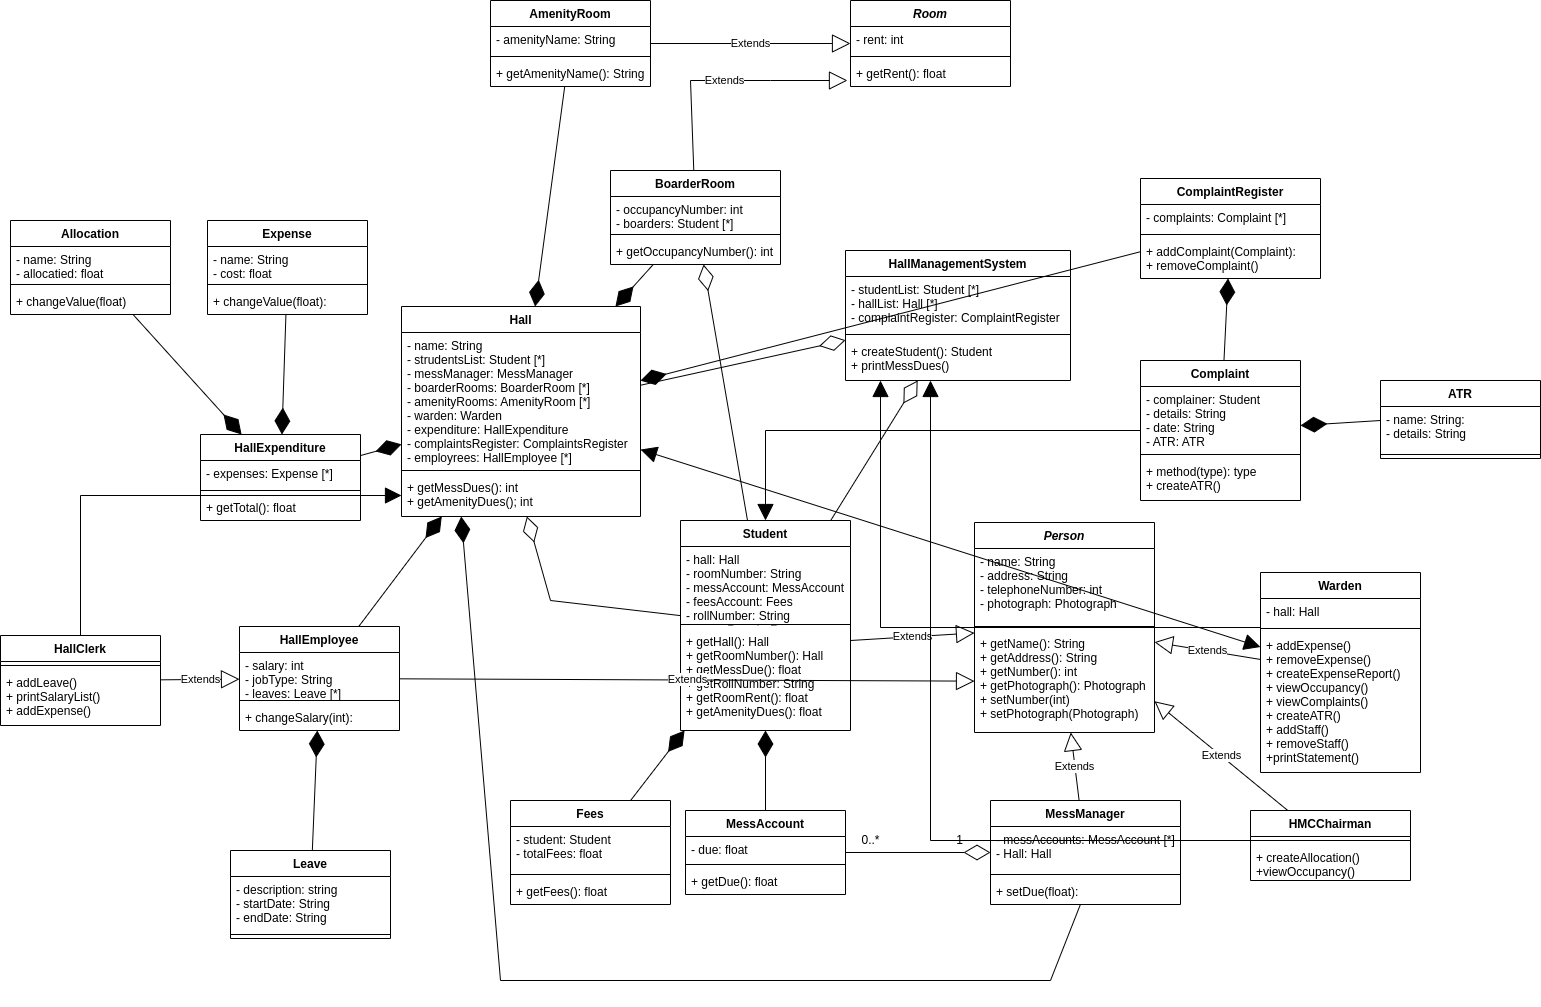 AmenityRoom
- amenityName: String
+ getAmenityName(): String
Extends
Room
- rent: int
+ getRent(): float
Extends
BoarderRoom
- occupancyNumber: int
- boarders: Student [*]
+ getOccupancyNumber(): int
ComplaintRegister
- complaints: Complaint [*]
+ addComplaint(Complaint):
+ removeComplaint()
Allocation
- name: String
- allocatied: float
+ changeValue(float)
Expense
- name: String
- cost: float
+ changeValue(float):
HallManagementSystem
- studentList: Student [*]
- hallList: Hall [*]
- complaintRegister: ComplaintRegister
+ createStudent(): Student
+ printMessDues()
Hall
- name: String
- strudentsList: Student [*]
- messManager: MessManager
- boarderRooms: BoarderRoom [*]
- amenityRooms: AmenityRoom [*]
- warden: Warden
- expenditure: HallExpenditure
- complaintsRegister: ComplaintsRegister
- employrees: HallEmployee [*]
+ getMessDues(): int
+ getAmenityDues(); int
Complaint
- complainer: Student
- details: String
- date: String
- ATR: ATR
+ method(type): type
+ createATR()
ATR
- name: String:
- details: String
HallExpenditure
- expenses: Expense [*]
+ getTotal(): float
Student
- hall: Hall
- roomNumber: String
- messAccount: MessAccount
- feesAccount: Fees
- rollNumber: String
+ getHall(): Hall
+ getRoomNumber(): Hall
+ getMessDue(): float
+ getRollNumber: String
+ getRoomRent(): float
+ getAmenityDues(): float
Extends
Extends
Person
- name: String
- address: String
- telephoneNumber: int
- photograph: Photograph
+ getName(): String
+ getAddress(): String
+ getNumber(): int
+ getPhotograph(): Photograph
+ setNumber(int)
+ setPhotograph(Photograph)
Extends
Warden
- hall: Hall
+ addExpense()
+ removeExpense()
+ createExpenseReport()
+ viewOccupancy()
+ viewComplaints()
+ createATR()
+ addStaff()
+ removeStaff()
+printStatement()
HallClerk
+ addLeave()
+ printSalaryList()
+ addExpense()
Extends
HallEmployee
- salary: int
- jobType: String
- leaves: Leave [*]
+ changeSalary(int):
Extends
Extends
Leave
- description: string
- startDate: String
- endDate: String
Fees
- student: Student
- totalFees: float
+ getFees(): float
MessAccount
- due: float
+ getDue(): float
0..*
1
MessManager
- messAccounts: MessAccount [*]
- Hall: Hall
+ setDue(float):
HMCChairman
+ createAllocation()
+viewOccupancy()